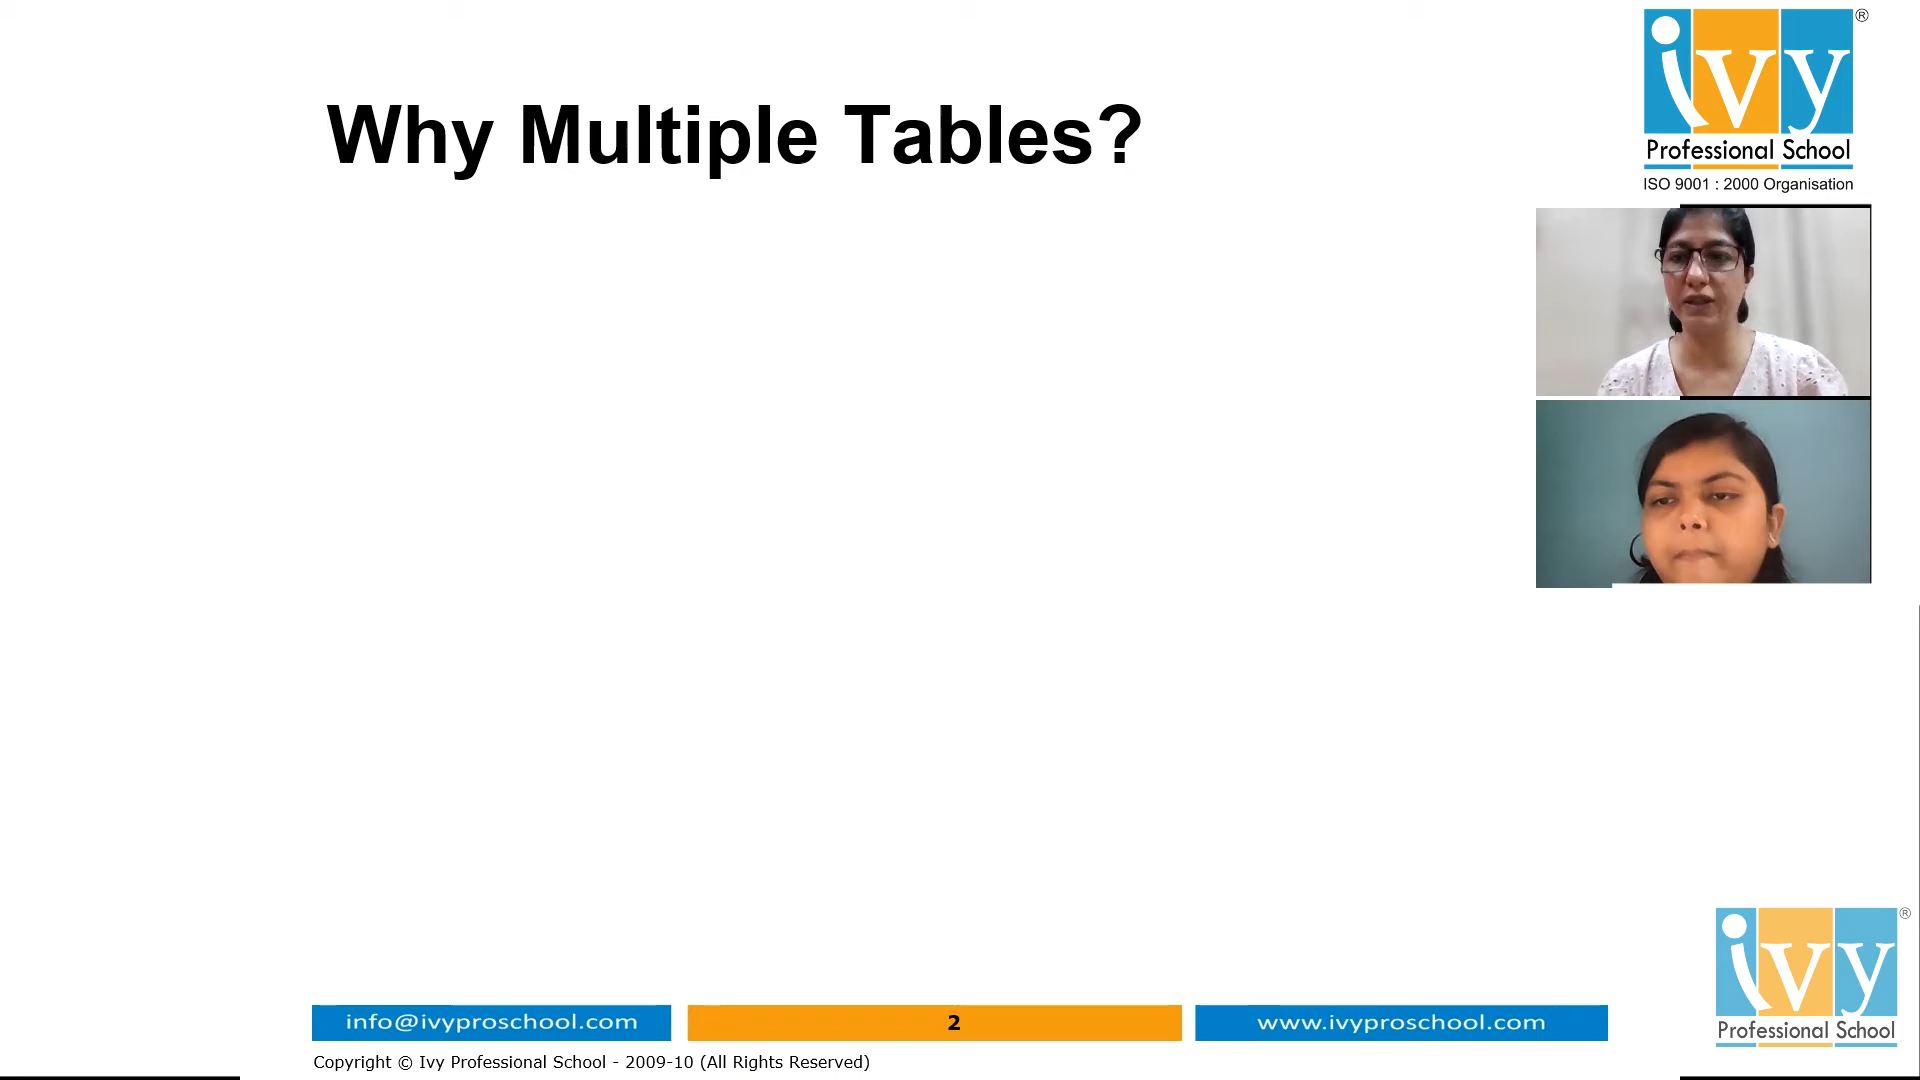 ivy ®
Professional School
ISO 9001 : 2000 Organisation
Why Multiple Tables?
ivy ®
Professional School
info@ivyproschool.com
2
www.ivyproschool.com
Copyright © Ivy Professional School - 2009-10 (All Rights Reserved)